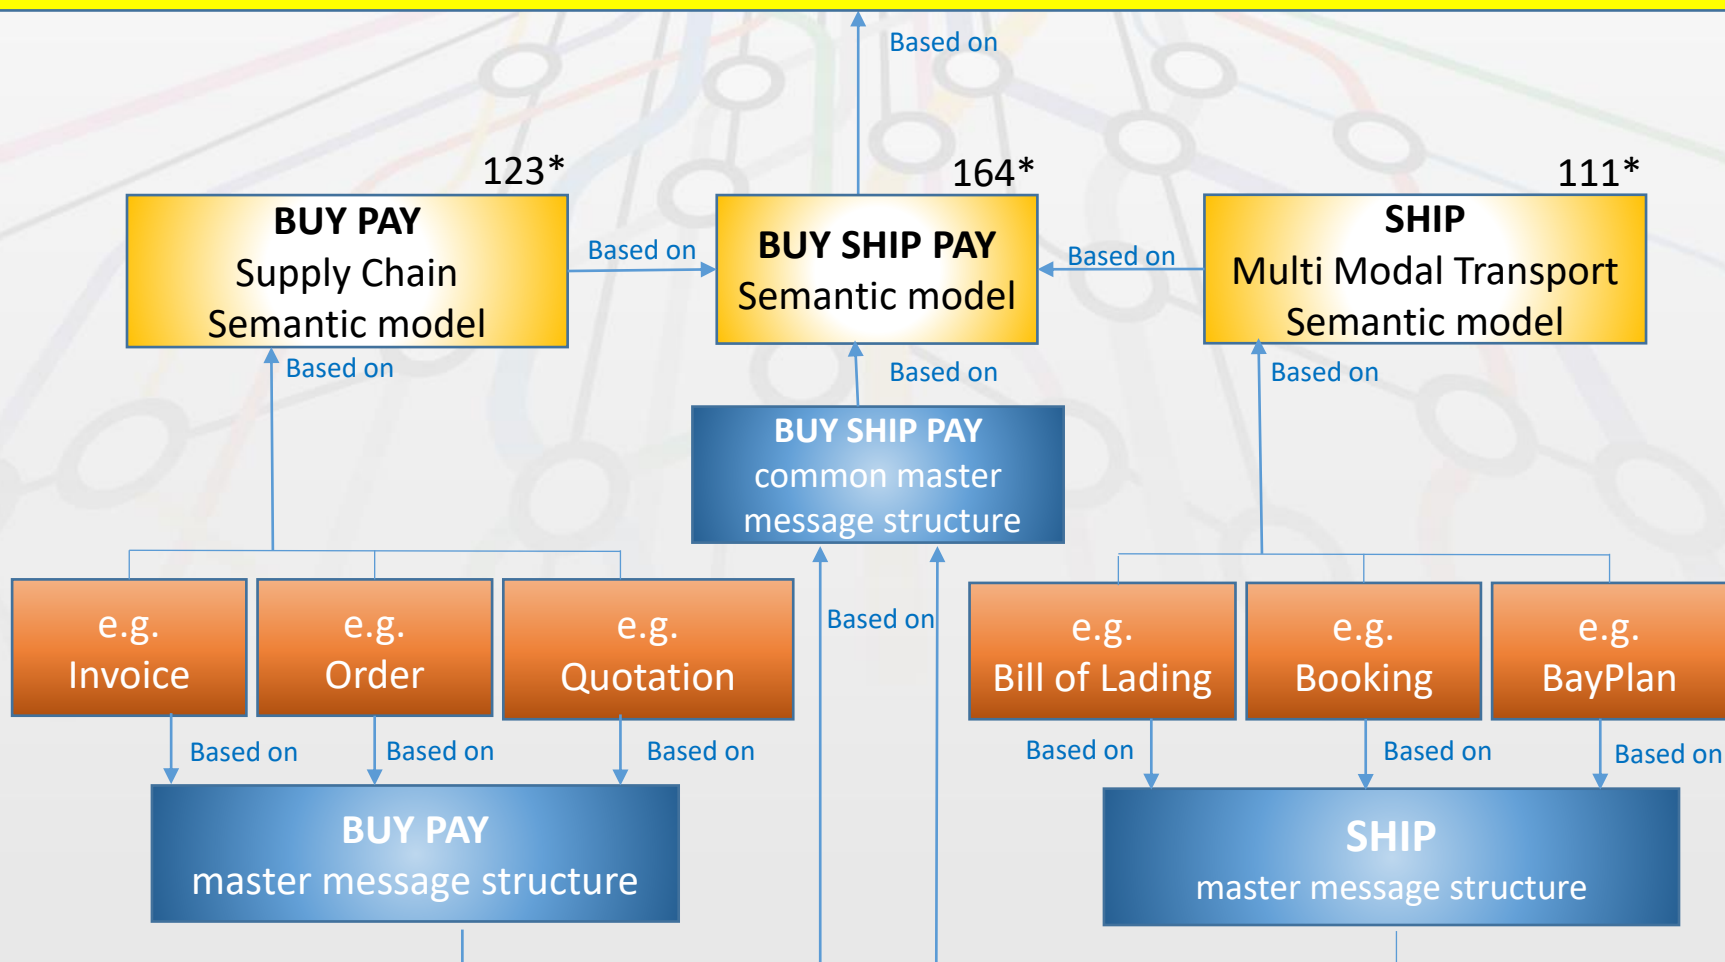 Based on
123*
BUY PAY
Supply Chain
Semantic model
Based on
164*
BUY SHIP PAY
Semantic model
Based on
111*
SHIP
Multi Modal Transport
Semantic model
Based on
Based on
Based on
BUY SHIP PAY
common master
message structure
e.g.
Invoice
e.g.
Order
e.g.
Quotation
Based on
e.g.
Bill of Lading
e.g.
Booking
e.g.
BayPlan
Based on
Based on
Based on
Based on
Based on
Based on
BUY PAY
master message structure
SHIP
master message structure